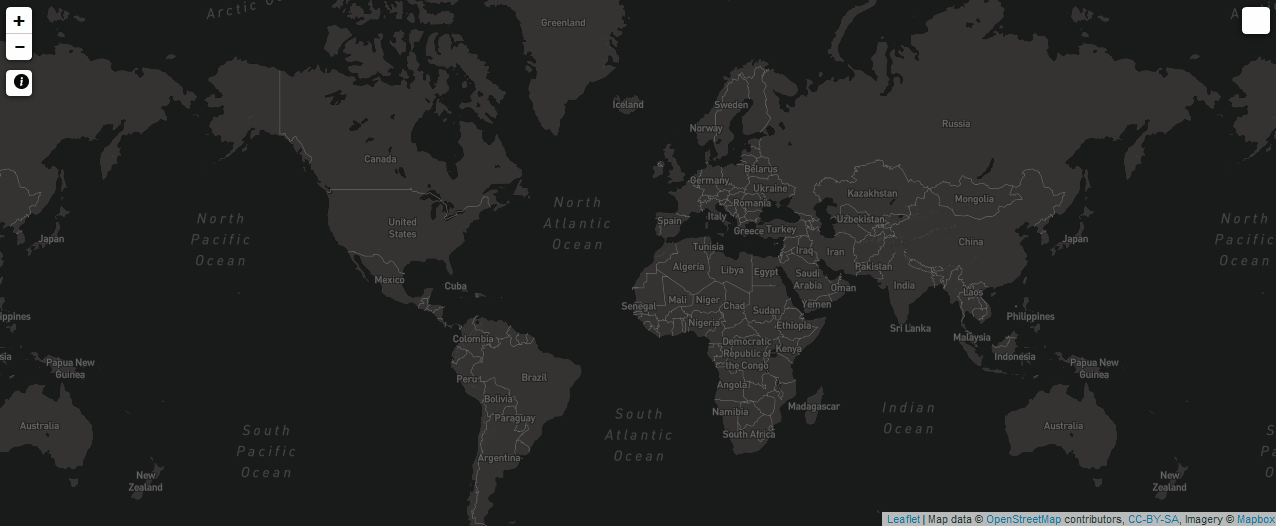 +
−
i
Arctic
Greenland
Iceland
Sweden
Norway
Russia
Canada
Belarus
Germany
Ukraine
Kazakhstan
Mongolia
Romania
North
Atlantic
Ocean
North
Pacific
Ocean
North
Pacific
Ocean
United
States
Spain
Italy
Greece
Turkey
Uzbekistan
Japan
China
Japan
Tunisia
Iraq
Iran
Algeria
Libya
Egypt
Pakistan
Saudi
Arabia
Oman
India
Laos
Mexico
Cuba
Senegal
Mali
Niger
Chad
Sudan
Yemen
ippines
Philippines
Nigeria
Ethiopia
Sri Lanka
Colombia
Democratic
Republic of
the Congo
Kenya
Malaysia
sia
Indonesia
Papua New
Guinea
Papua New
Guinea
Peru
Brazil
Angola
Bolivia
Namibia
Madagascar
Paraguay
South
Atlantic
Ocean
Indian
Ocean
Australia
Australia
South
Pacific
Ocean
South Africa
Argentina
New
Zealand
New
Zealand
Leaflet | Map data © OpenStreetMap contributors, CC-BY-SA, Imagery © Mapbox